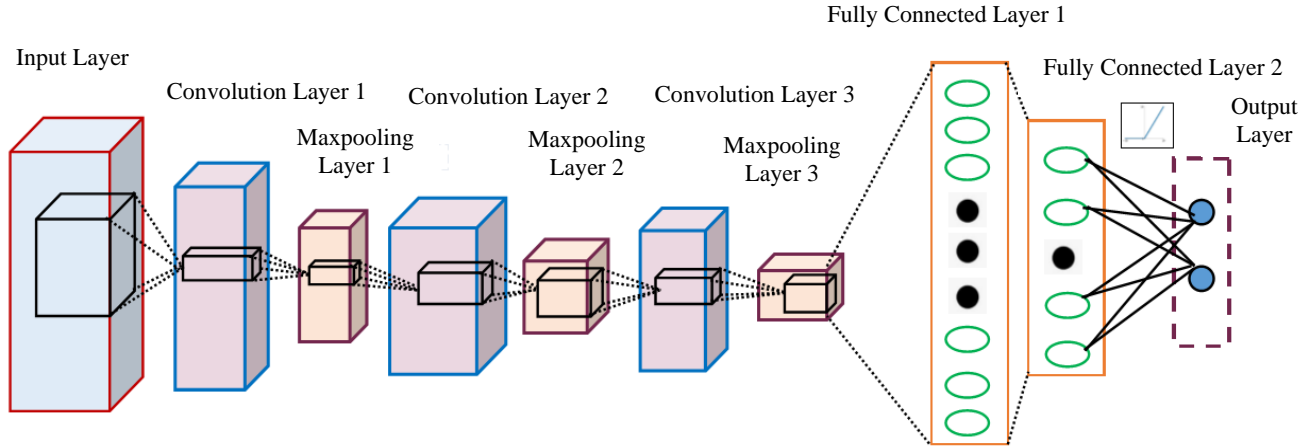 Fully Connected Layer 1
Input Layer
Fully Connected Layer 2
Convolution Layer 1
Convolution Layer 2
Convolution Layer 3
Output
Layer
Maxpooling
Layer 1
Maxpooling
Layer 2
Maxpooling
Layer 3